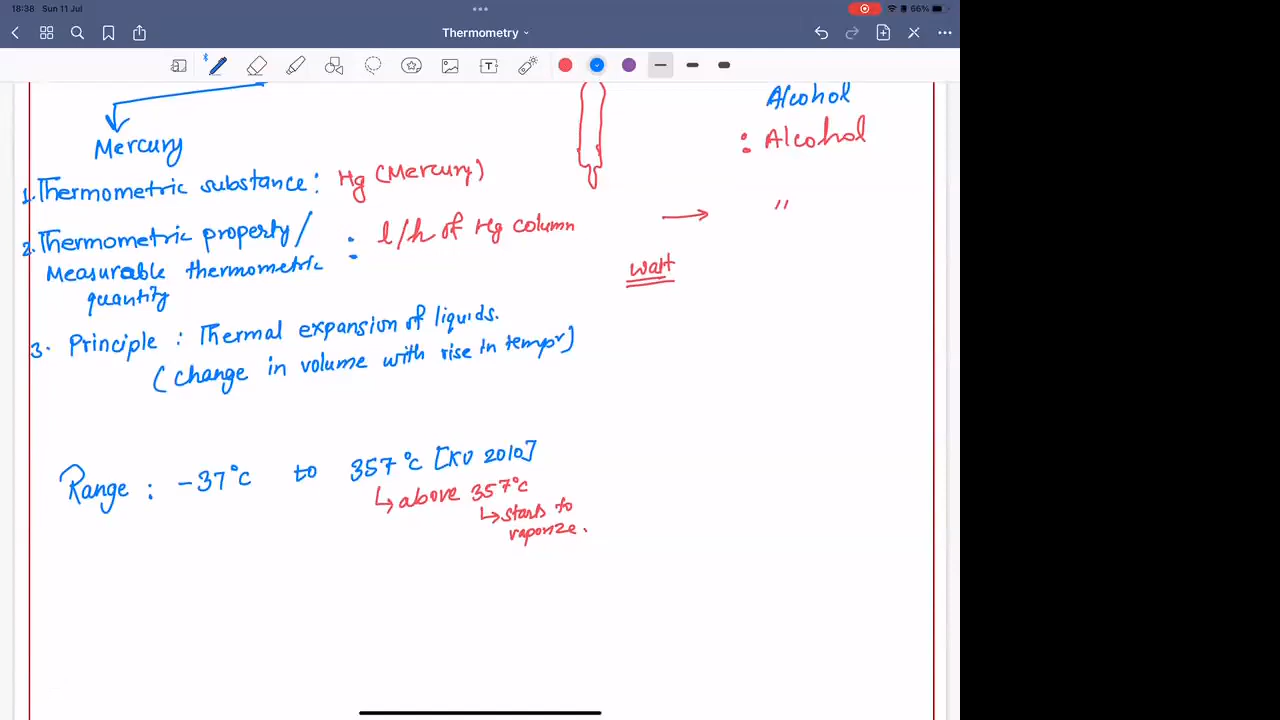 18:38 Sun 11 Jul
66%
Thermometry
T
Alcohol
Mercury
: Alcohol
1. Thermometric substance : Hg (Mercury)
2. Thermometric property/ : l/h of Hg column → "
Measurable thermometric
quantity
watt
3. Principle : Thermal expansion of liquids.
(change in volume with rise in tempr)
Range : -37°C to 357°C [KU 2010]
↳ above 357°C
↳ starts to
vaporize.